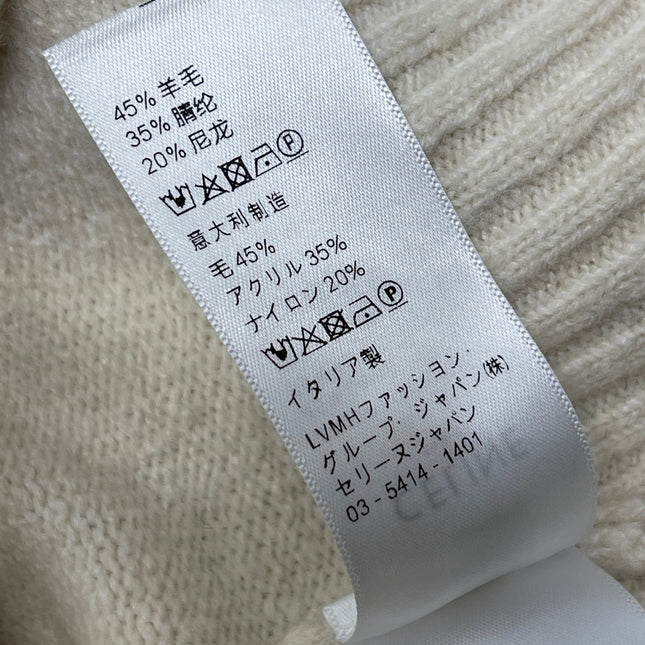 45% 羊毛
35% 腈纶
20% 尼龙
P
意大利制造
毛 45%
アクリル 35%
ナイロン 20%
P
イタリア製
LVMHファッション・
グループ・ジャパン(株)
セリーヌジャパン
03 - 5414 - 1401
CELINE